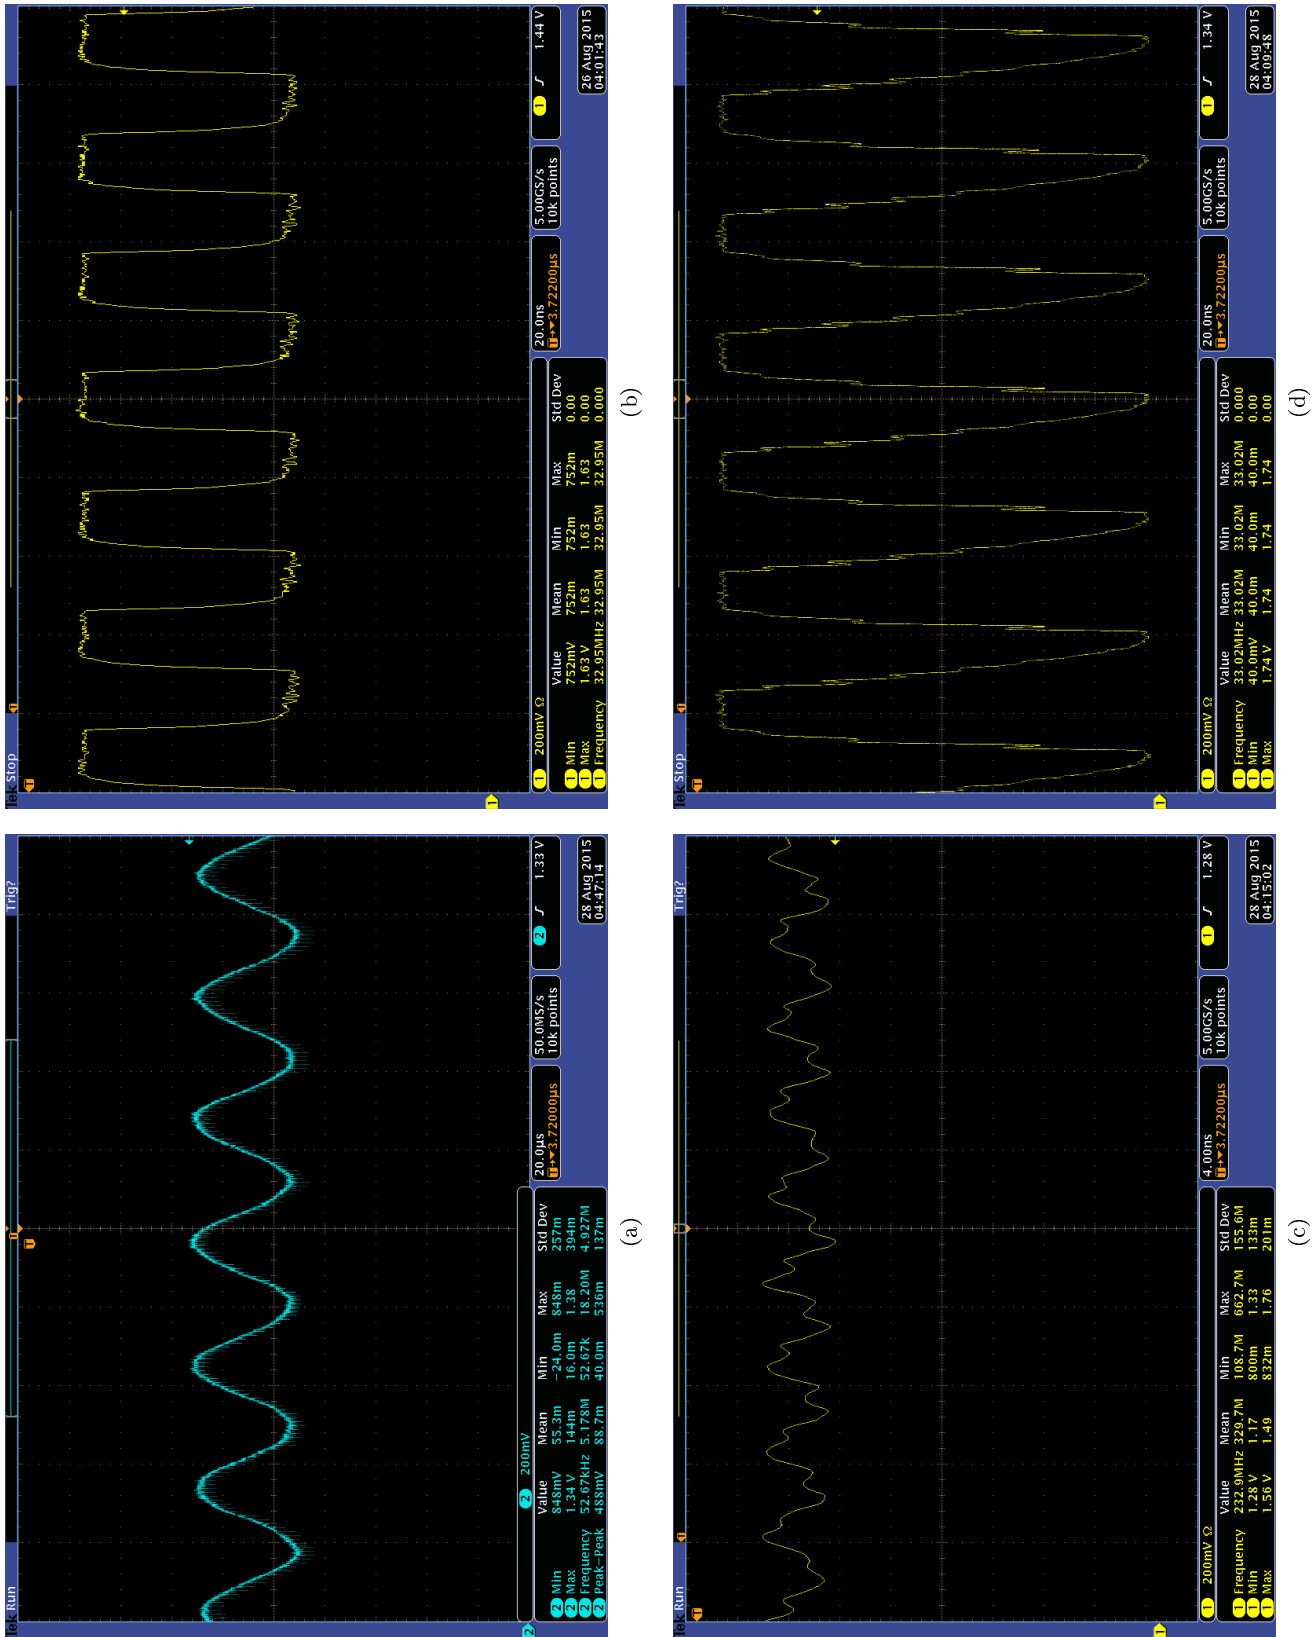 Tek Run
Trig?
2
2 200mV
Value Mean Min Max Std Dev
2 Min 848mV 55.3m −24.0m 848m 257m
2 Max 1.34 V 144m 16.0m 1.38 394m
2 Frequency 52.67kHz 5.178M 52.67k 18.20M 4.927M
2 Peak−Peak 488mV 88.7m 40.0m 536m 137m
20.0µs
T→▼3.72000µs
50.0MS/s
10k points
2 1.33 V
28 Aug 2015
04:47:14
(a)
Tek Stop
1
1 200mV Ω
Value Mean Min Max Std Dev
1 Min 752mV 752m 752m 752m 0.00
1 Max 1.63 V 1.63 1.63 1.63 0.00
1 Frequency 32.95MHz 32.95M 32.95M 32.95M 0.000
20.0ns
T→▼3.72200µs
5.00GS/s
10k points
1 1.44 V
26 Aug 2015
04:01:43
(b)
Tek Run
Trig?
1
1 200mV Ω
Value Mean Min Max Std Dev
1 Frequency 232.9MHz 329.7M 108.7M 662.7M 155.6M
1 Min 1.28 V 1.17 800m 1.33 133m
1 Max 1.56 V 1.49 832m 1.76 201m
4.00ns
T→▼3.72200µs
5.00GS/s
10k points
1 1.28 V
28 Aug 2015
04:15:02
(c)
Tek Stop
1
1 200mV Ω
Value Mean Min Max Std Dev
1 Frequency 33.02MHz 33.02M 33.02M 33.02M 0.000
1 Min 40.0mV 40.0m 40.0m 40.0m 0.00
1 Max 1.74 V 1.74 1.74 1.74 0.00
20.0ns
T→▼3.72200µs
5.00GS/s
10k points
1 1.34 V
28 Aug 2015
04:09:48
(d)